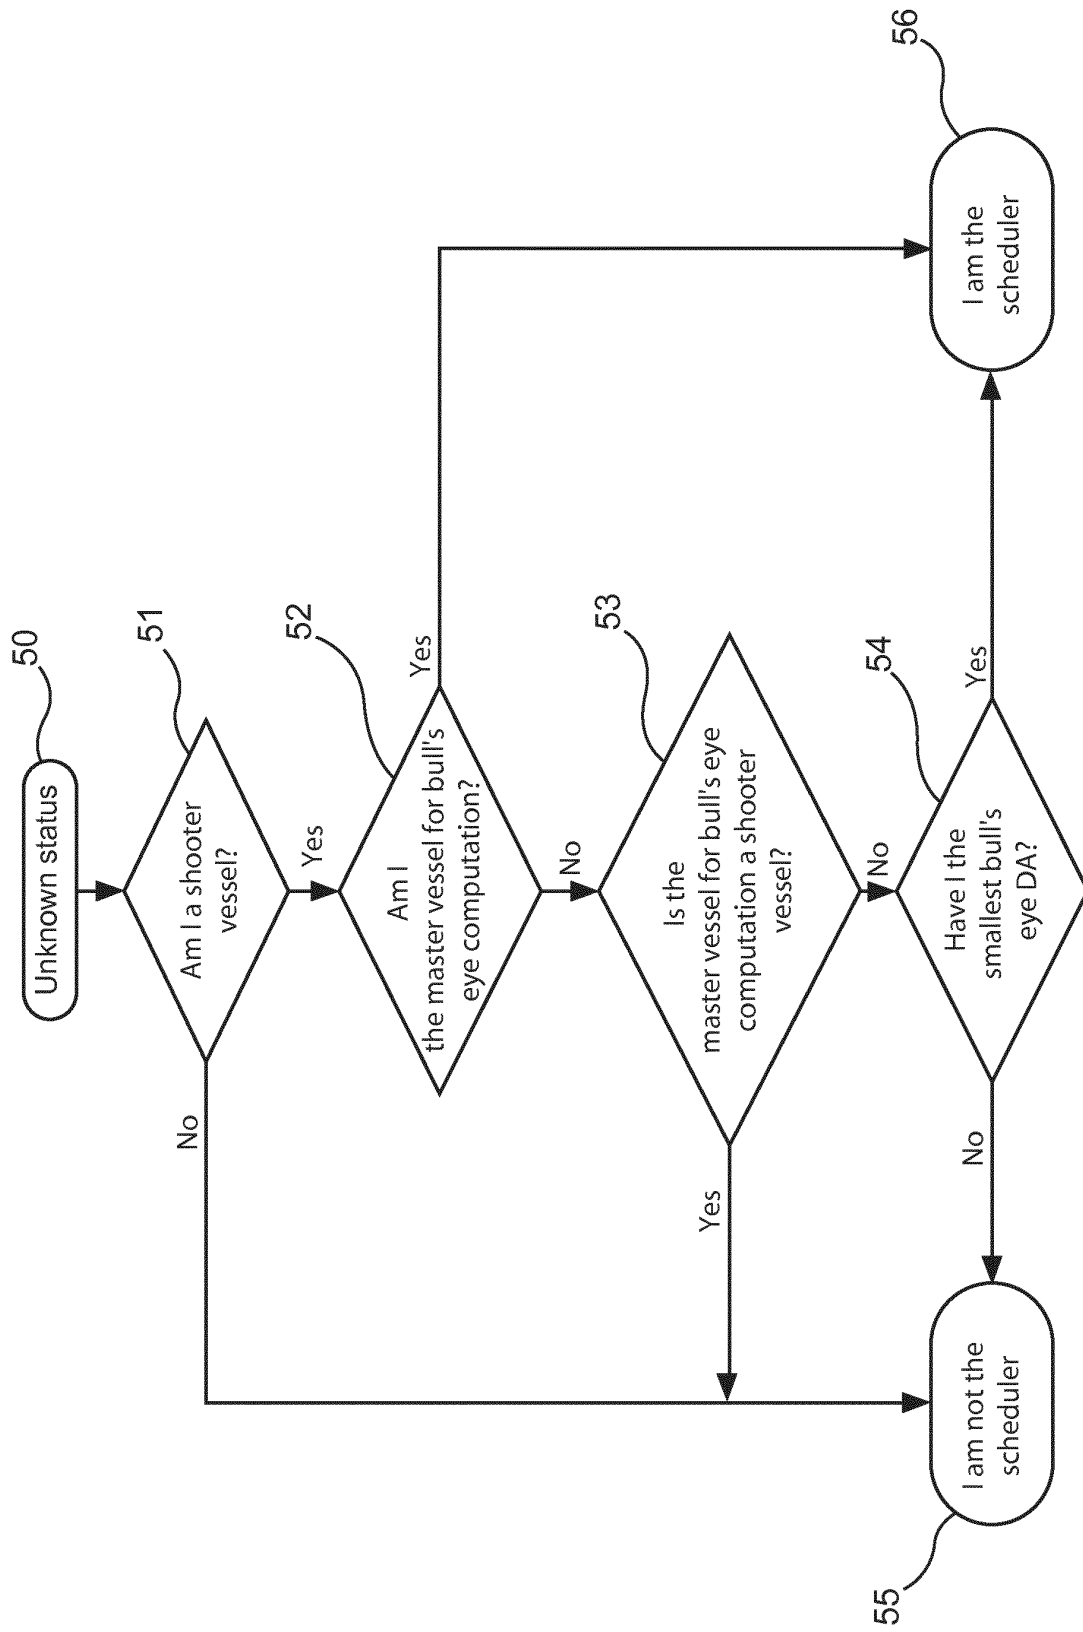 50
Unknown status
51
Am I a shooter
vessel?
No
Yes
52
Am I
the master vessel for bull's
eye computation?
Yes
No
53
Is the
master vessel for bull's eye
computation a shooter
vessel?
Yes
No
54
Have I the
smallest bull's
eye DA?
No
Yes
55
I am not the
scheduler
56
I am the
scheduler